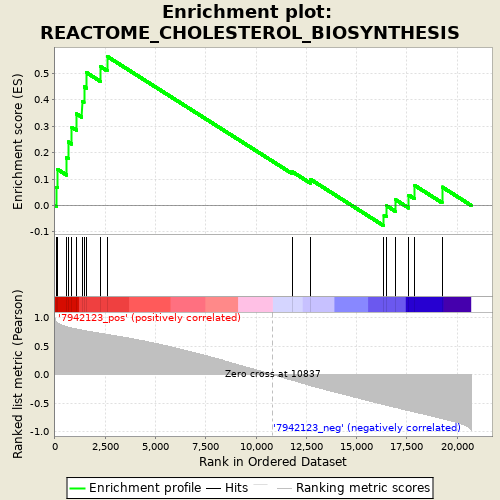 Enrichment plot:
REACTOME_CHOLESTEROL_BIOSYNTHESIS
Enrichment score (ES)
0.5
0.4
0.3
0.2
0.1
0.0
-0.1
Ranked list metric (Pearson)
1.0
0.5
0.0
-0.5
-1.0
'7942123_pos' (positively correlated)
Zero cross at 10837
'7942123_neg' (negatively correlated)
0 2,500 5,000 7,500 10,000 12,500 15,000 17,500 20,000
Rank in Ordered Dataset
Enrichment profile Hits Ranking metric scores